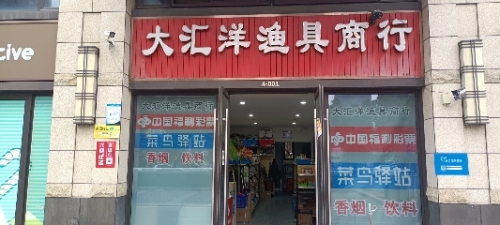 大汇洋渔具商行
4-001
ctive
大汇洋渔具商行
中国福利彩票
菜鸟驿站
香烟 饮料
大汇洋渔具商行
中国福利彩票
菜鸟驿站
香烟 饮料